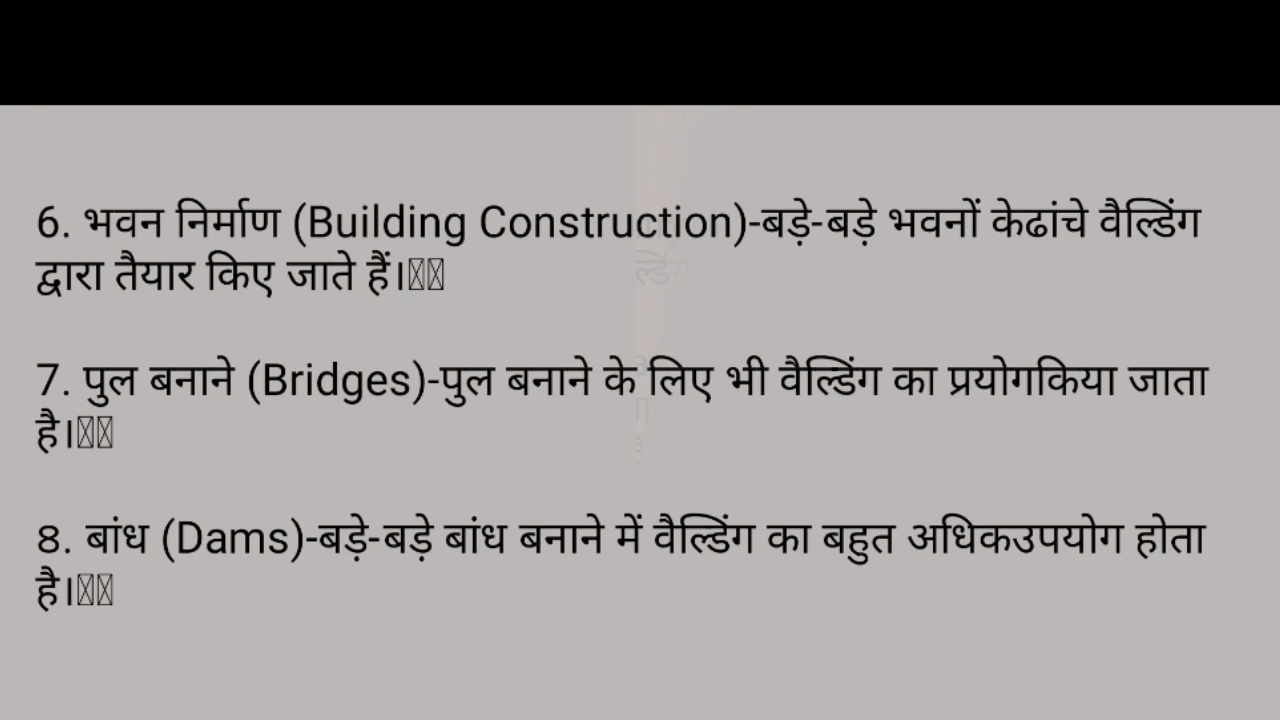 6. भवन निर्माण (Building Construction)-बड़े-बड़े भवनों केढांचे वैल्डिंग
द्वारा तैयार किए जाते हैं।
7. पुल बनाने (Bridges)-पुल बनाने के लिए भी वैल्डिंग का प्रयोगकिया जाता
है।
8. बांध (Dams)-बड़े-बड़े बांध बनाने में वैल्डिंग का बहुत अधिकउपयोग होता
है।